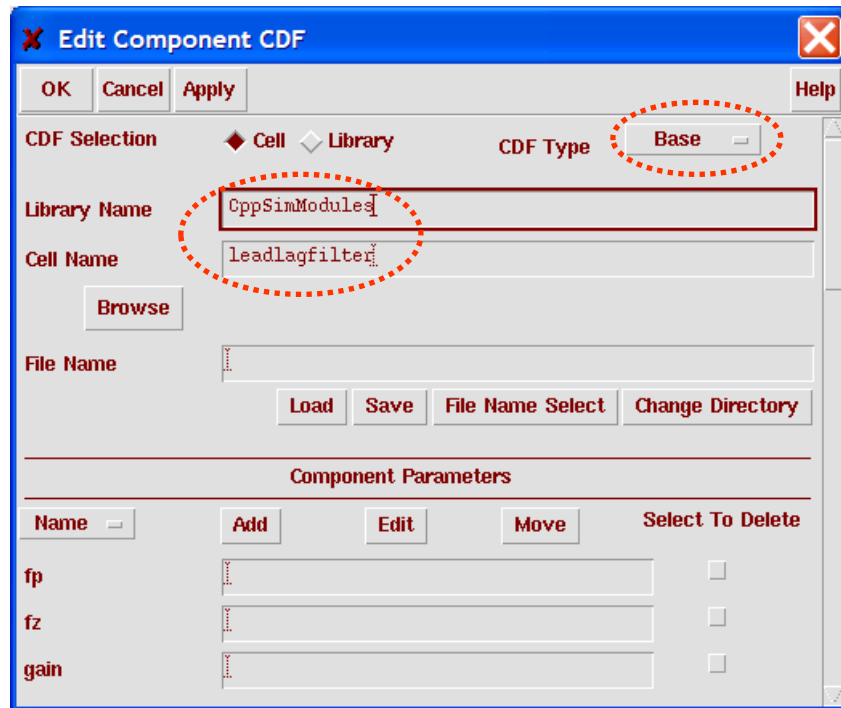 Edit Component CDF
OK Cancel Apply Help
CDF Selection Cell Library CDF Type Base
Library Name CppSimModules
Cell Name leadlagfilter
Browse
File Name
Load Save File Name Select Change Directory
Component Parameters
Name Add Edit Move Select To Delete
fp
fz
gain